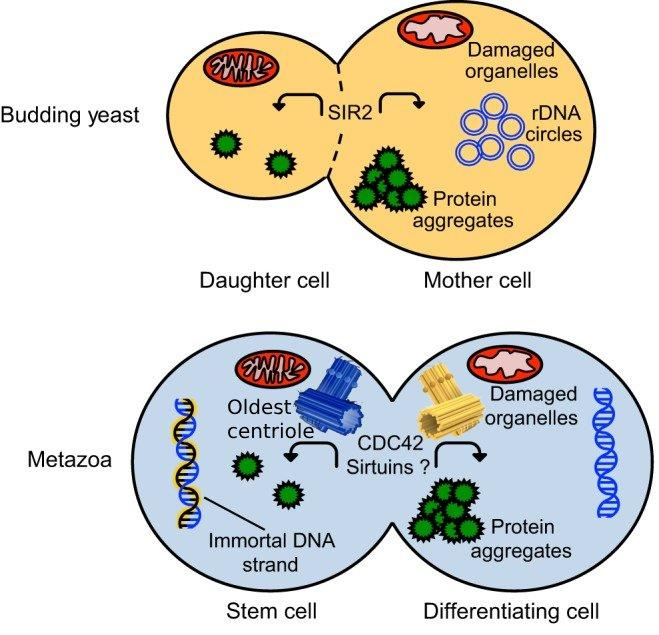 Damaged
organelles
Budding yeast
SIR2
rDNA
circles
Protein
aggregates
Daughter cell
Mother cell
Oldest
centriole
Damaged
organelles
Metazoa
CDC42
Sirtuins ?
Immortal DNA
strand
Protein
aggregates
Stem cell
Differentiating cell